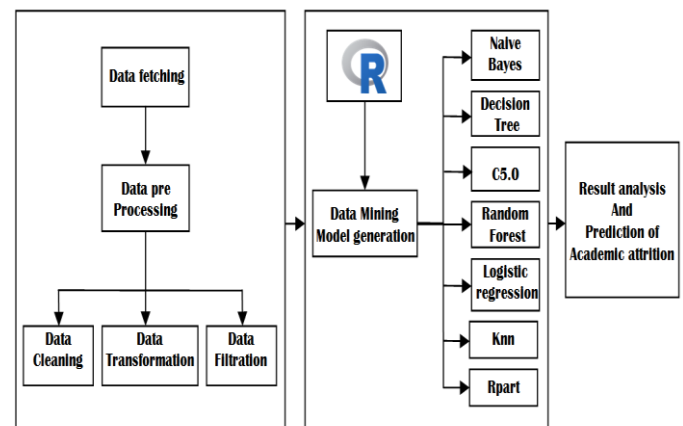 Data fetching
Data pre
Processing
Data
Cleaning
Data
Transformation
Data
Filtration
R
Data Mining
Model generation
Naive
Bayes
Decision
Tree
C5.0
Random
Forest
Logistic
regression
Knn
Rpart
Result analysis
And
Prediction of
Academic attrition